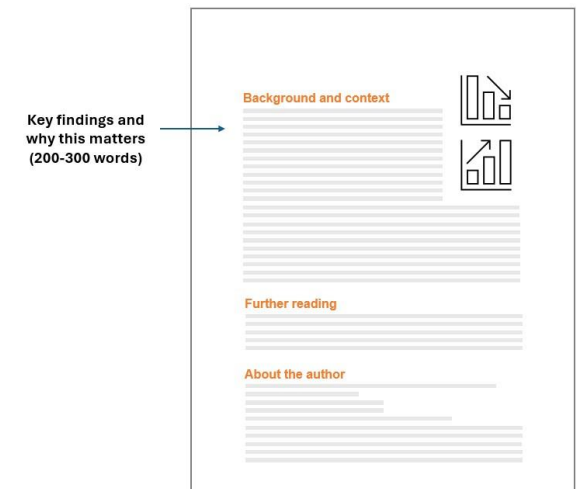 Background and context
Key findings and
why this matters
(200-300 words)
Further reading
About the author